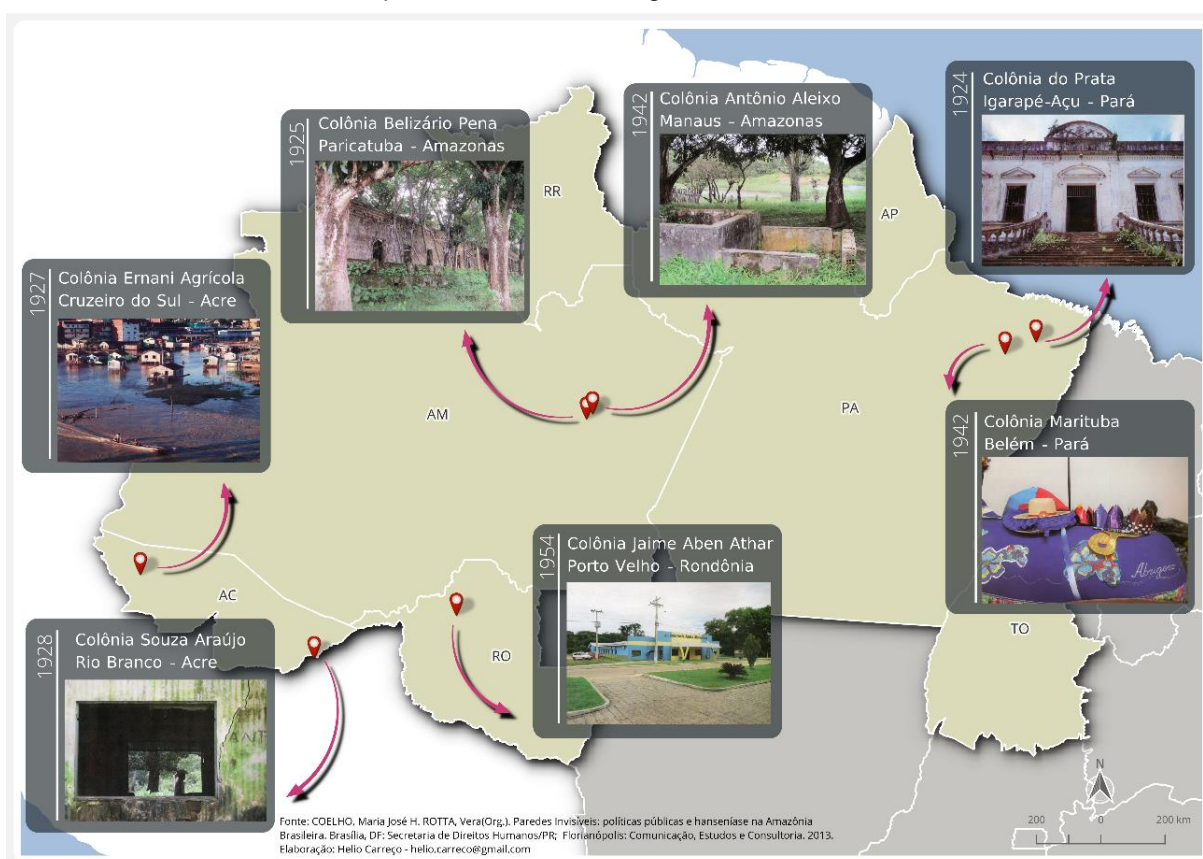 1925
Colônia Belizário Pena
Paricatuba - Amazonas
1942
Colônia Antônio Aleixo
Manaus - Amazonas
1924
Colônia do Prata
Igarapé-Açu - Pará
RR
AP
1927
Colônia Ernani Agrícola
Cruzeiro do Sul - Acre
AM
PA
1942
Colônia Marituba
Belém - Pará
Abrigos
1954
Colônia Jaime Aben Athar
Porto Velho - Rondônia
AC
RO
TO
1928
Colônia Souza Araújo
Rio Branco - Acre
N
200 0 200 km
Fonte: COELHO, Maria José H. ROTTA, Vera(Org.). Paredes Invisíveis: políticas públicas e hanseníase na Amazônia
Brasileira. Brasília, DF: Secretaria de Direitos Humanos/PR; Florianópolis: Comunicação, Estudos e Consultoria. 2013.
Elaboração: Helio Carreço - helio.carreco@gmail.com